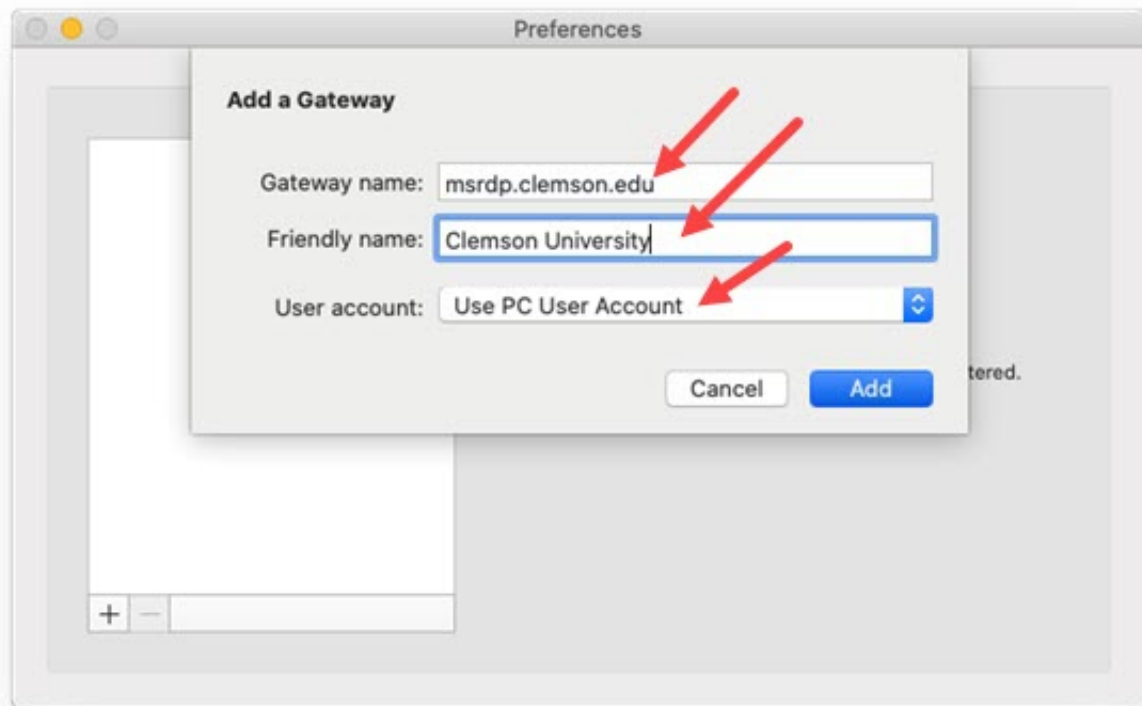 Preferences
Add a Gateway
Gateway name: msrdp.clemson.edu
Friendly name: Clemson University
User account: Use PC User Account
tered.
Cancel Add